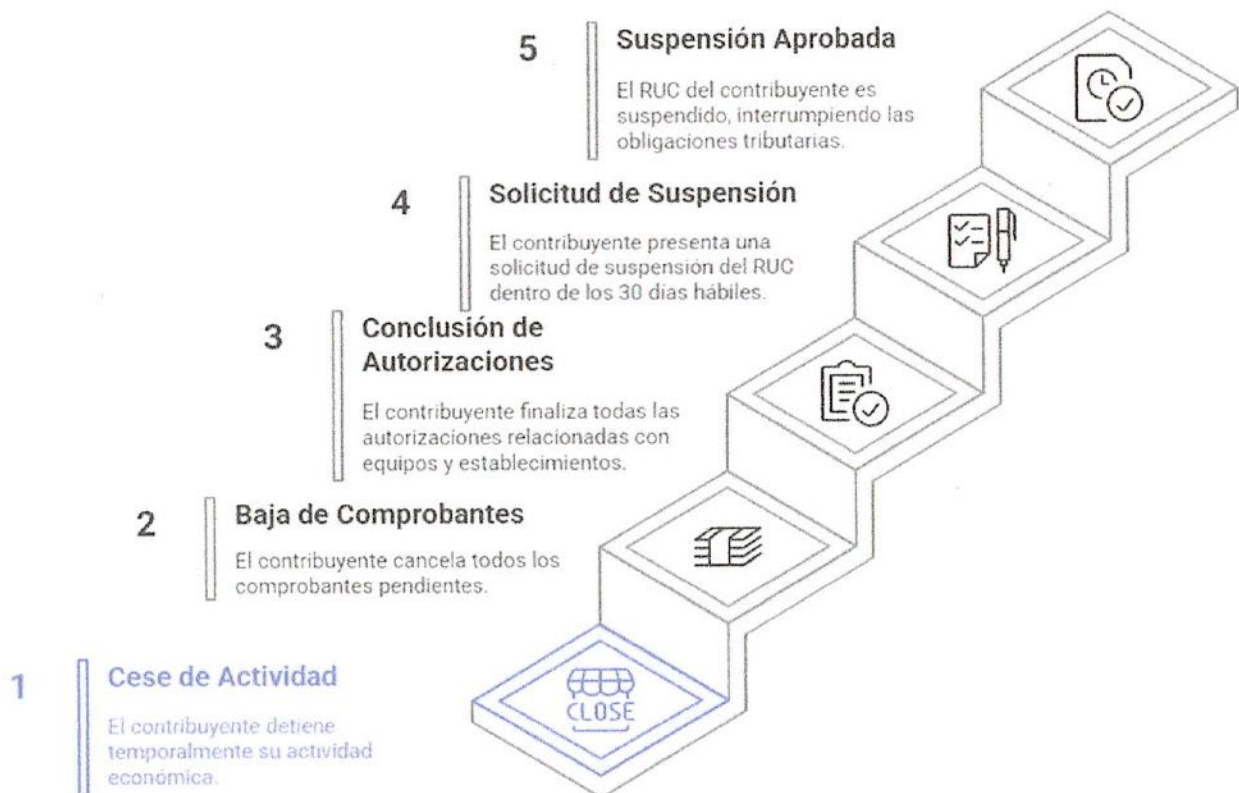 5
Suspensión Aprobada
El RUC del contribuyente es
suspendido, interrumpiendo las
obligaciones tributarias.
4
Solicitud de Suspensión
El contribuyente presenta una
solicitud de suspensión del RUC
dentro de los 30 días hábiles.
3
Conclusión de
Autorizaciones
El contribuyente finaliza todas las
autorizaciones relacionadas con
equipos y establecimientos.
2
Baja de Comprobantes
El contribuyente cancela todos los
comprobantes pendientes.
1
Cese de Actividad
El contribuyente detiene
temporalmente su actividad
económica.
CLOSE